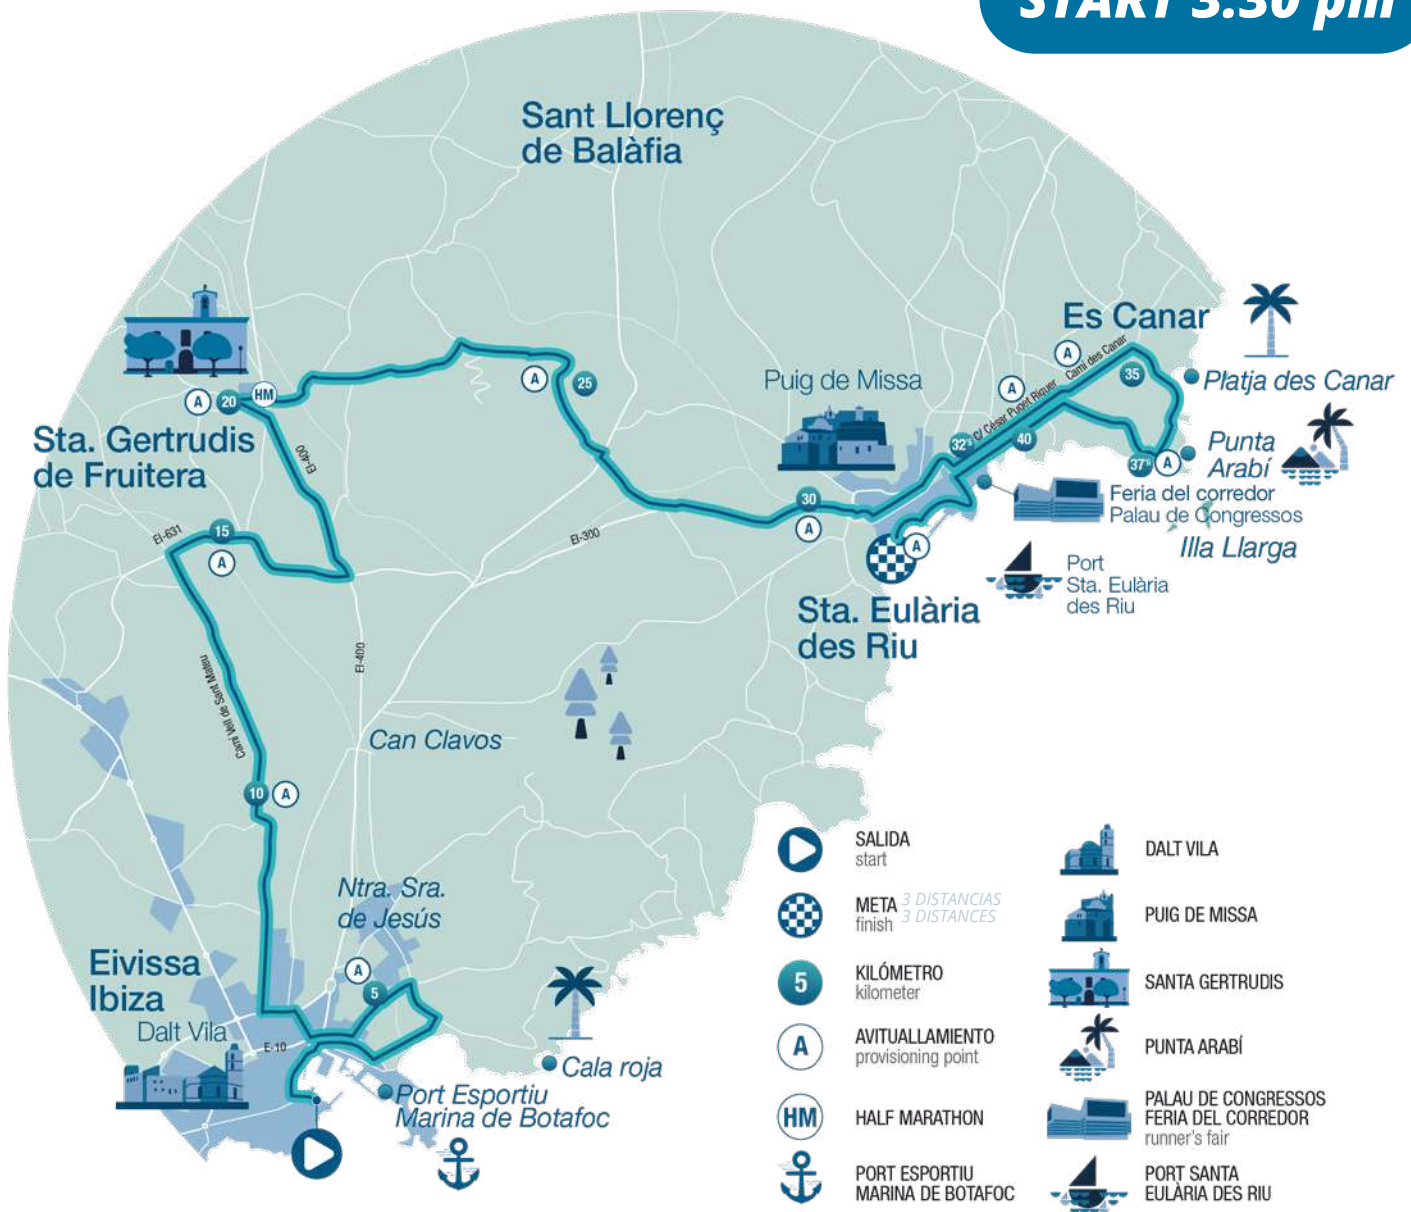 START 3:30 pm
Sant Llorenç
de Balàfia
Es Canar
A
Camí des Canar
35
Platja des Canar
Puig de Missa
A
C/ César Puget Riquer
A
25
HM
20
A
Sta. Gertrudis
de Fruitera
EI-400
32'5
40
Punta
Arabí
37'5
A
Feria del corredor
Palau de Congressos
Illa Llarga
30
A
EI-631
15
A
EI-300
A
Port
Sta. Eulària
des Riu
Sta. Eulària
des Riu
EI-400
Camí Vell de Sant Mateu
Can Clavos
10
A
Ntra. Sra.
de Jesús
A
5
Eivissa
Ibiza
Dalt Vila
E-10
Cala roja
Port Esportiu
Marina de Botafoc
SALIDA
start
META 3 DISTANCIAS
finish 3 DISTANCES
5
KILÓMETRO
kilometer
A
AVITUALLAMIENTO
provisioning point
HM
HALF MARATHON
PORT ESPORTIU
MARINA DE BOTAFOC
DALT VILA
PUIG DE MISSA
SANTA GERTRUDIS
PUNTA ARABÍ
PALAU DE CONGRESSOS
FERIA DEL CORREDOR
runner's fair
PORT SANTA
EULÀRIA DES RIU